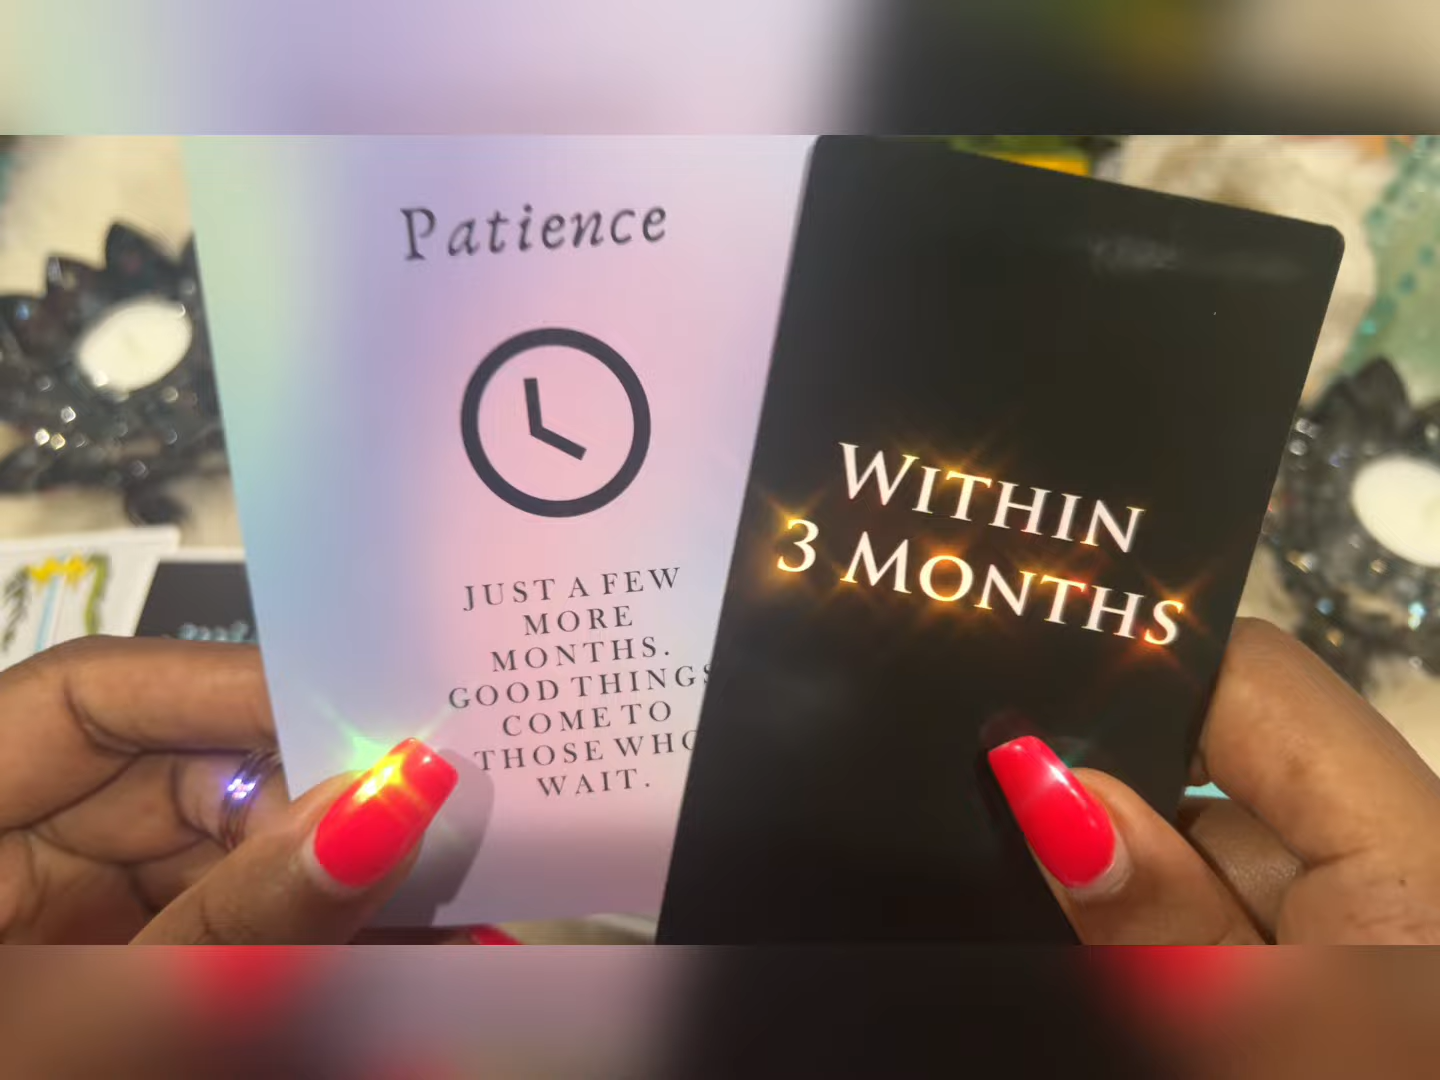 Patience
JUST A FEW
MORE
MONTHS.
GOOD THINGS
COME TO
THOSE WHO
WAIT.
WITHIN
3 MONTHS